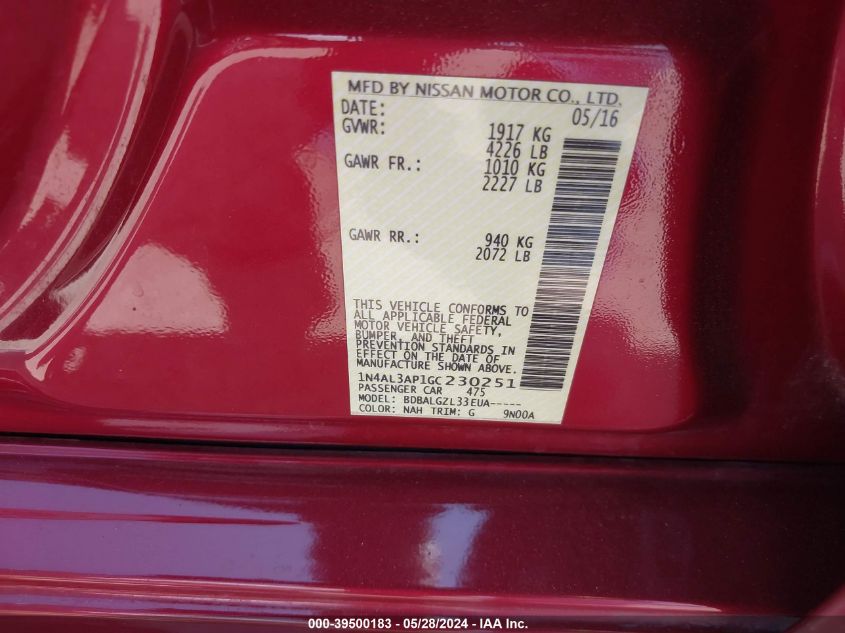 MFD BY NISSAN MOTOR CO., LTD.
DATE: 05/16
GVWR: 1917 KG
4226 LB
GAWR FR.: 1010 KG
2227 LB
GAWR RR.: 940 KG
2072 LB
THIS VEHICLE CONFORMS TO
ALL APPLICABLE FEDERAL
MOTOR VEHICLE SAFETY,
BUMPER, AND THEFT
PREVENTION STANDARDS IN
EFFECT ON THE DATE OF
MANUFACTURE SHOWN ABOVE.
1N4AL3AP1GC230251
PASSENGER CAR 475
MODEL: BDBALGZL33EUA-----
COLOR: NAH TRIM: G 9N00A
000-39500183 - 05/28/2024 - IAA Inc.